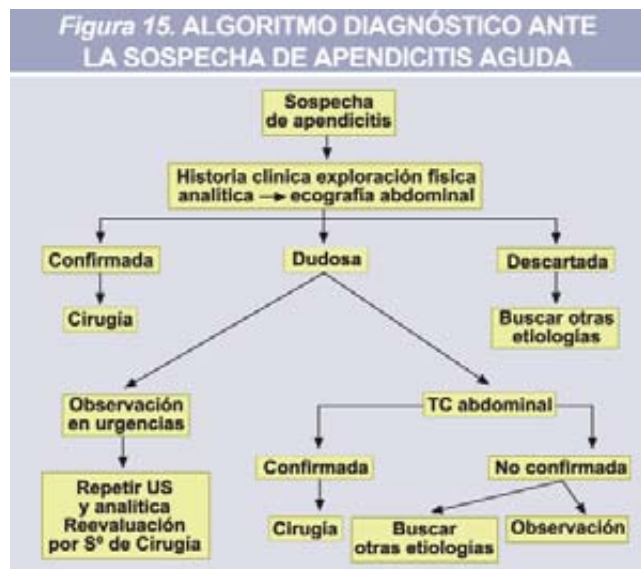 Figura 15. ALGORITMO DIAGNÓSTICO ANTE
LA SOSPECHA DE APENDICITIS AGUDA
Sospecha
de apendicitis
Historia clínica exploración física
analítica → ecografía abdominal
Confirmada
Dudosa
Descartada
Cirugía
Buscar otras
etiologías
Observación
en urgencias
TC abdominal
Repetir US
y analítica
Reevaluación
por Sº de Cirugía
Confirmada
No confirmada
Cirugía
Buscar
otras etiologías
Observación